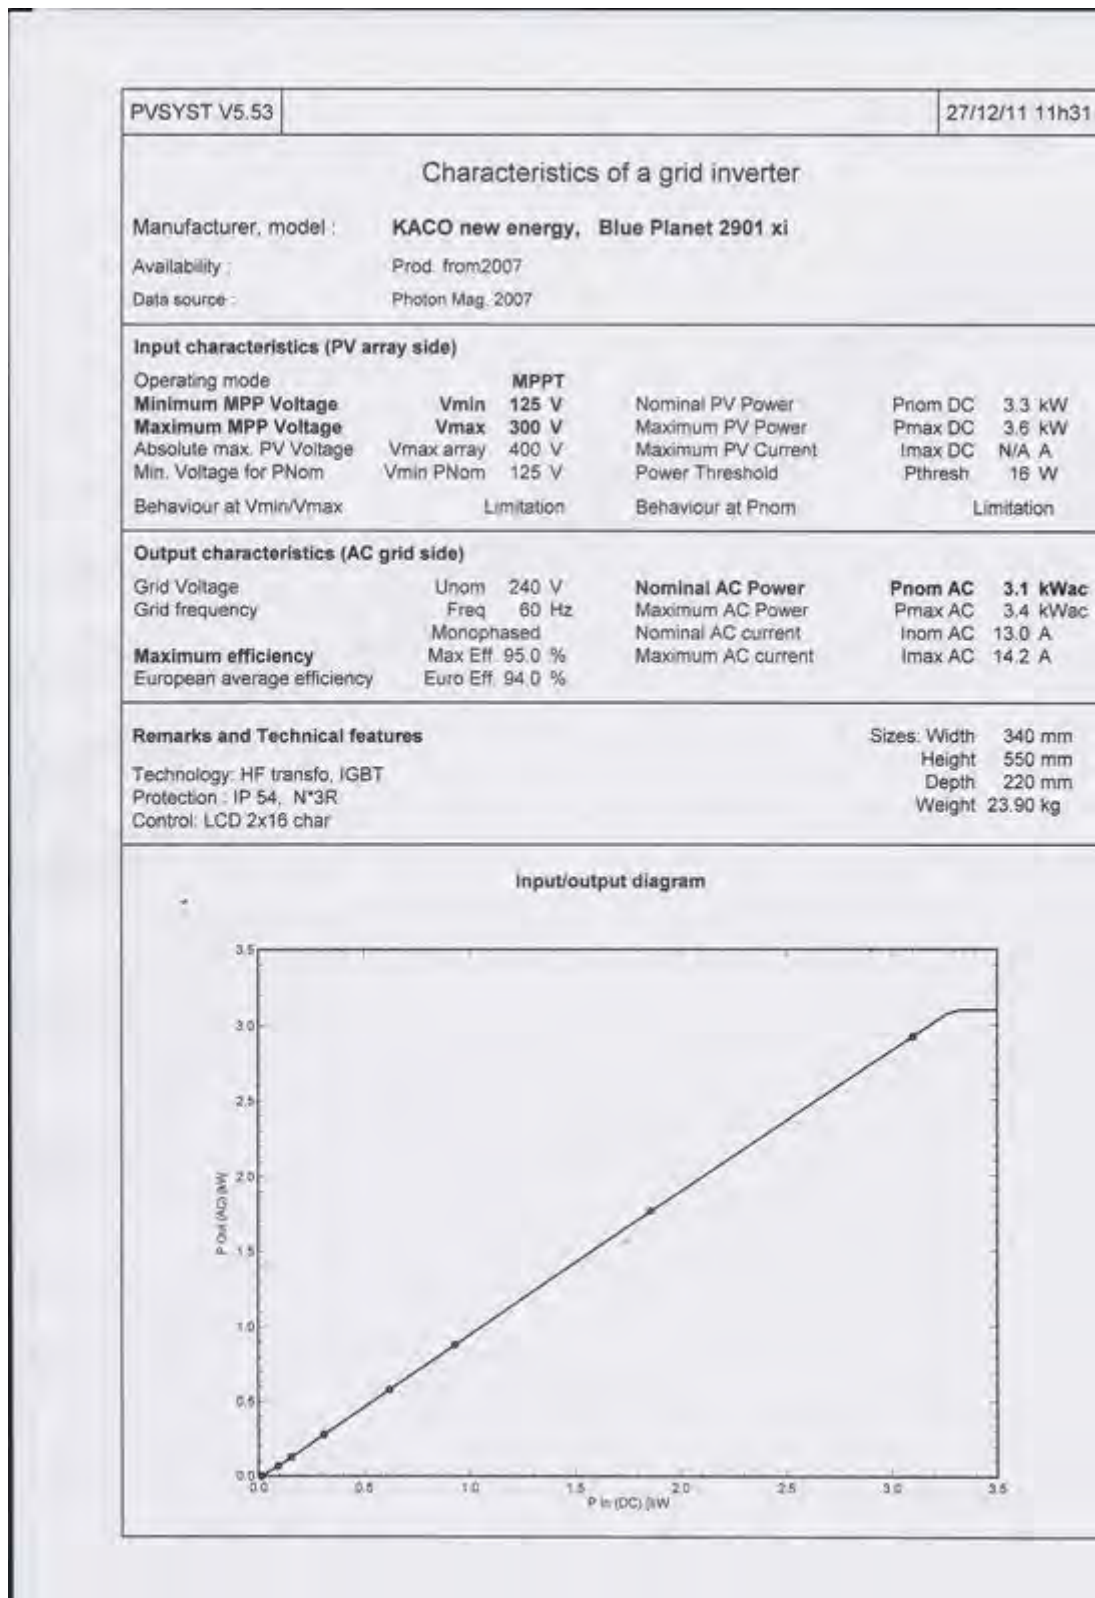 PVSYST V5.53 27/12/11 11h31
Characteristics of a grid inverter
Manufacturer, model : KACO new energy, Blue Planet 2901 xi
Availability : Prod. from2007
Data source : Photon Mag. 2007
Input characteristics (PV array side)
Operating mode MPPT
Minimum MPP Voltage Vmin 125 V Nominal PV Power Pnom DC 3.3 kW
Maximum MPP Voltage Vmax 300 V Maximum PV Power Pmax DC 3.6 kW
Absolute max. PV Voltage Vmax array 400 V Maximum PV Current Imax DC N/A A
Min. Voltage for PNom Vmin PNom 125 V Power Threshold Pthresh 16 W
Behaviour at Vmin/Vmax Limitation Behaviour at Pnom Limitation
Output characteristics (AC grid side)
Grid Voltage Unom 240 V Nominal AC Power Pnom AC 3.1 kWac
Grid frequency Freq 60 Hz Maximum AC Power Pmax AC 3.4 kWac
Monophased Nominal AC current Inom AC 13.0 A
Maximum efficiency Max Eff. 95.0 % Maximum AC current Imax AC 14.2 A
European average efficiency Euro Eff. 94.0 %
Remarks and Technical features Sizes: Width 340 mm
Height 550 mm
Technology: HF transfo, IGBT Depth 220 mm
Protection : IP 54, N*3R Weight 23.90 kg
Control: LCD 2x16 char
Input/output diagram
3.5
3.0
2.5
2.0
1.5
1.0
0.5
0.0
P Out (AC) [kW
0.0 0.5 1.0 1.5 2.0 2.5 3.0 3.5
P In (DC) [kW